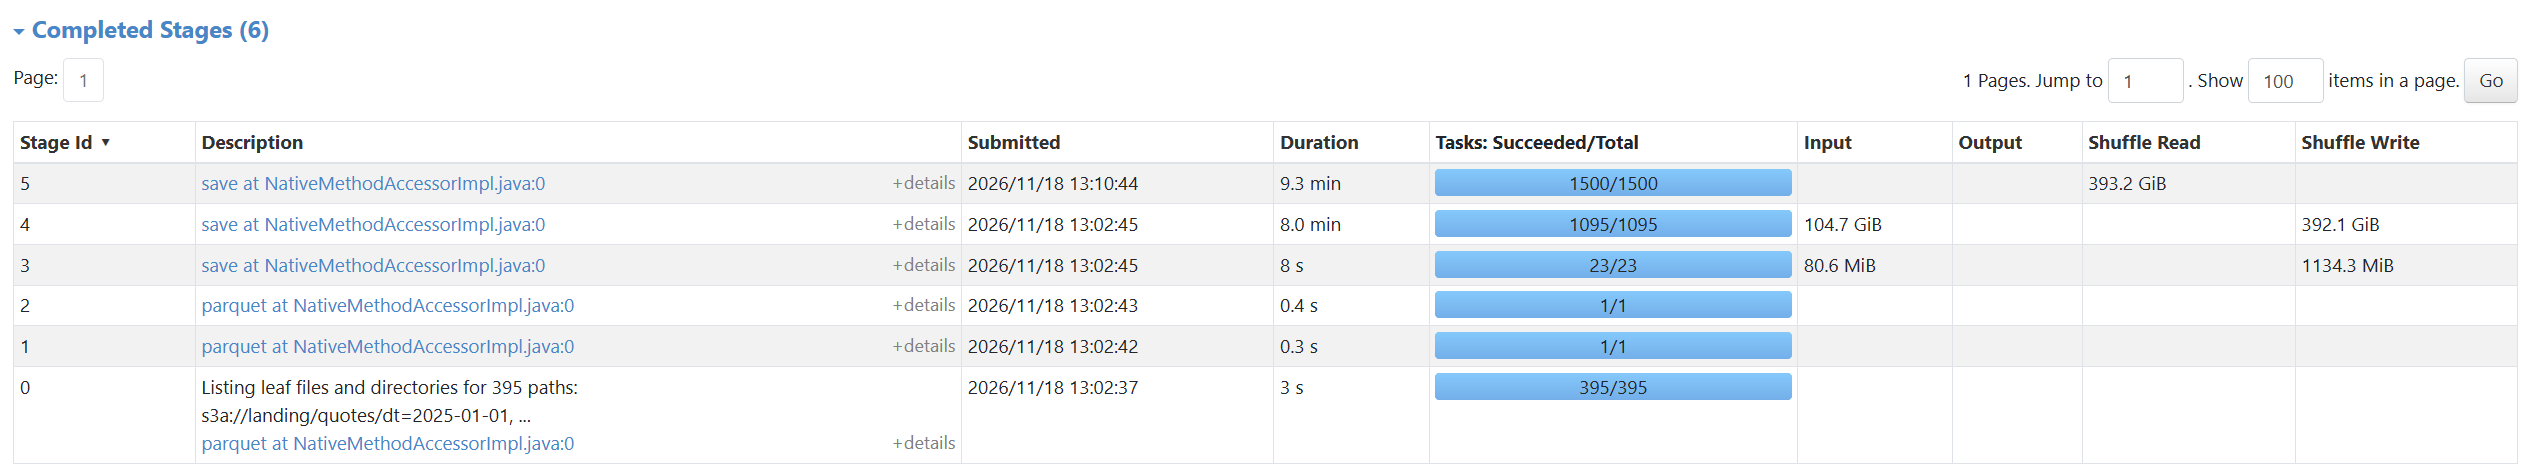 Completed Stages (6)
Page: 1
1 Pages. Jump to 1 . Show 100 items in a page. Go
Stage Id ▼ Description Submitted Duration Tasks: Succeeded/Total Input Output Shuffle Read Shuffle Write
5 save at NativeMethodAccessorImpl.java:0 +details 2026/11/18 13:10:44 9.3 min 1500/1500 393.2 GiB
4 save at NativeMethodAccessorImpl.java:0 +details 2026/11/18 13:02:45 8.0 min 1095/1095 104.7 GiB 392.1 GiB
3 save at NativeMethodAccessorImpl.java:0 +details 2026/11/18 13:02:45 8 s 23/23 80.6 MiB 1134.3 MiB
2 parquet at NativeMethodAccessorImpl.java:0 +details 2026/11/18 13:02:43 0.4 s 1/1
1 parquet at NativeMethodAccessorImpl.java:0 +details 2026/11/18 13:02:42 0.3 s 1/1
0 Listing leaf files and directories for 395 paths: 2026/11/18 13:02:37 3 s 395/395
s3a://landing/quotes/dt=2025-01-01, ...
parquet at NativeMethodAccessorImpl.java:0 +details